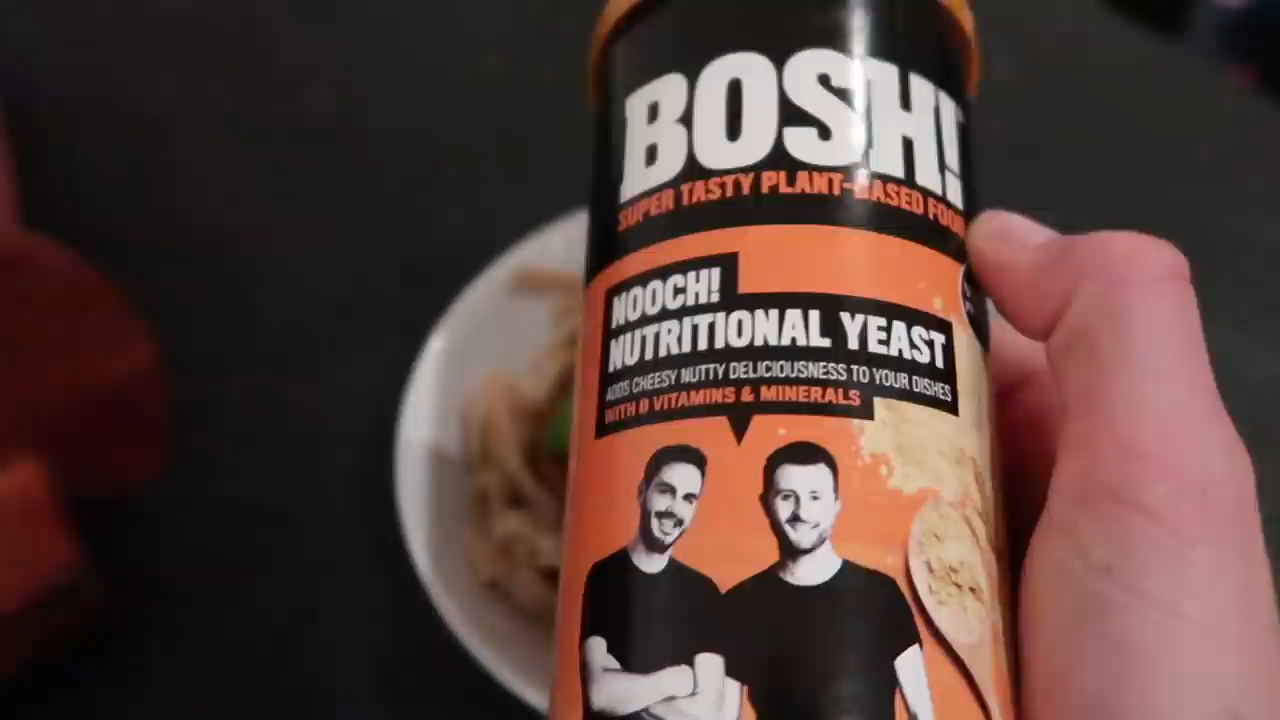 BOSH!
SUPER TASTY PLANT-BASED FOOD
NOOCH!
NUTRITIONAL YEAST
ADDS CHEESY NUTTY DELICIOUSNESS TO YOUR DISHES
WITH B VITAMINS & MINERALS